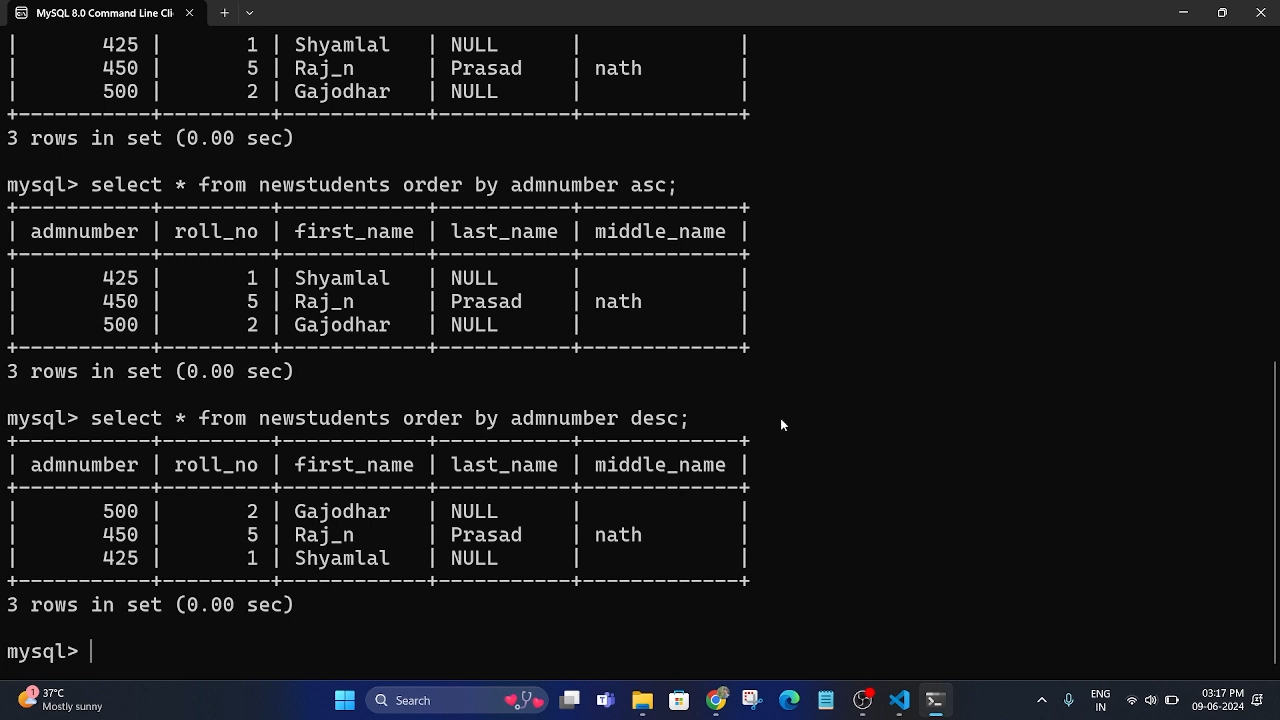 MySQL 8.0 Command Line Cli
| 425 | 1 | Shyamlal | NULL | |
| 450 | 5 | Raj_n | Prasad | nath |
| 500 | 2 | Gajodhar | NULL | |
+-----------+---------+------------+-----------+-------------+
3 rows in set (0.00 sec)
mysql> select * from newstudents order by admnumber asc;
+-----------+---------+------------+-----------+-------------+
| admnumber | roll_no | first_name | last_name | middle_name |
+-----------+---------+------------+-----------+-------------+
| 425 | 1 | Shyamlal | NULL | |
| 450 | 5 | Raj_n | Prasad | nath |
| 500 | 2 | Gajodhar | NULL | |
+-----------+---------+------------+-----------+-------------+
3 rows in set (0.00 sec)
mysql> select * from newstudents order by admnumber desc;
+-----------+---------+------------+-----------+-------------+
| admnumber | roll_no | first_name | last_name | middle_name |
+-----------+---------+------------+-----------+-------------+
| 500 | 2 | Gajodhar | NULL | |
| 450 | 5 | Raj_n | Prasad | nath |
| 425 | 1 | Shyamlal | NULL | |
+-----------+---------+------------+-----------+-------------+
3 rows in set (0.00 sec)
mysql>
1 37°C
Mostly sunny
Search
ENG
IN
03:17 PM
09-06-2024